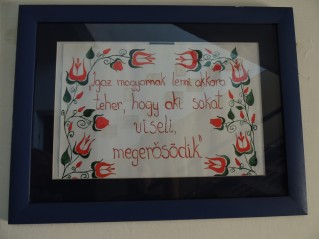 „Igaz magyarnak lenni, akkora
teher, hogy aki sokat
viseli,
megerősödik."